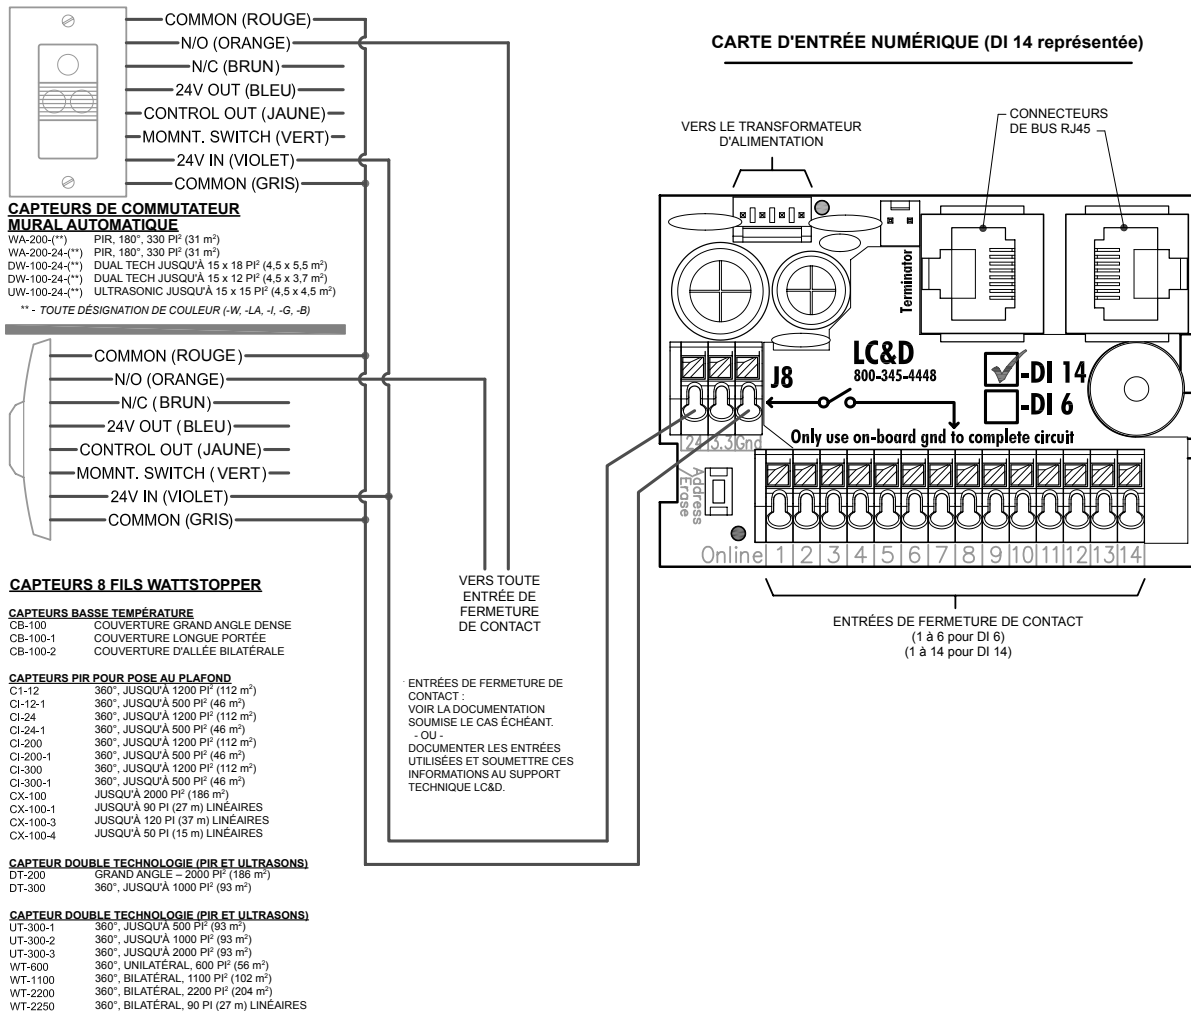 COMMON (ROUGE)
N/O (ORANGE)
N/C (BRUN)
24V OUT (BLEU)
CONTROL OUT (JAUNE)
MOMNT. SWITCH (VERT)
24V IN (VIOLET)
COMMON (GRIS)
CAPTEURS DE COMMUTATEUR
MURAL AUTOMATIQUE
WA-200-(**) PIR, 180°, 330 PI² (31 m²)
WA-200-24-(**) PIR, 180°, 330 PI² (31 m²)
DW-100-24-(**) DUAL TECH JUSQU'À 15 x 18 PI² (4,5 x 5,5 m²)
DW-100-24-(**) DUAL TECH JUSQU'À 15 x 12 PI² (4,5 x 3,7 m²)
UW-100-24-(**) ULTRASONIC JUSQU'À 15 x 15 PI² (4,5 x 4,5 m²)
** - TOUTE DÉSIGNATION DE COULEUR (-W, -LA, -I, -G, -B)
COMMON (ROUGE)
N/O (ORANGE)
N/C (BRUN)
24V OUT (BLEU)
CONTROL OUT (JAUNE)
MOMNT. SWITCH ( VERT)
24V IN (VIOLET)
COMMON (GRIS)
CAPTEURS 8 FILS WATTSTOPPER
CAPTEURS BASSE TEMPÉRATURE
CB-100 COUVERTURE GRAND ANGLE DENSE
CB-100-1 COUVERTURE LONGUE PORTÉE
CB-100-2 COUVERTURE D'ALLÉE BILATÉRALE
CAPTEURS PIR POUR POSE AU PLAFOND
C1-12 360°, JUSQU'À 1200 PI² (112 m²)
CI-12-1 360°, JUSQU'À 500 PI² (46 m²)
CI-24 360°, JUSQU'À 1200 PI² (112 m²)
CI-24-1 360°, JUSQU'À 500 PI² (46 m²)
CI-200 360°, JUSQU'À 1200 PI² (112 m²)
CI-200-1 360°, JUSQU'À 500 PI² (46 m²)
CI-300 360°, JUSQU'À 1200 PI² (112 m²)
CI-300-1 360°, JUSQU'À 500 PI² (46 m²)
CX-100 JUSQU'À 2000 PI² (186 m²)
CX-100-1 JUSQU'À 90 PI (27 m) LINÉAIRES
CX-100-3 JUSQU'À 120 PI (37 m) LINÉAIRES
CX-100-4 JUSQU'À 50 PI (15 m) LINÉAIRES
CAPTEUR DOUBLE TECHNOLOGIE (PIR ET ULTRASONS)
DT-200 GRAND ANGLE – 2000 PI² (186 m²)
DT-300 360°, JUSQU'À 1000 PI² (93 m²)
CAPTEUR DOUBLE TECHNOLOGIE (PIR ET ULTRASONS)
UT-300-1 360°, JUSQU'À 500 PI² (93 m²)
UT-300-2 360°, JUSQU'À 1000 PI² (93 m²)
UT-300-3 360°, JUSQU'À 2000 PI² (93 m²)
WT-600 360°, UNILATÉRAL, 600 PI² (56 m²)
WT-1100 360°, BILATÉRAL, 1100 PI² (102 m²)
WT-2200 360°, BILATÉRAL, 2200 PI² (204 m²)
WT-2250 360°, BILATÉRAL, 90 PI (27 m) LINÉAIRES
VERS TOUTE
ENTRÉE DE
FERMETURE
DE CONTACT
ENTRÉES DE FERMETURE DE
CONTACT :
VOIR LA DOCUMENTATION
SOUMISE LE CAS ÉCHÉANT.
- OU -
DOCUMENTER LES ENTRÉES
UTILISÉES ET SOUMETTRE CES
INFORMATIONS AU SUPPORT
TECHNIQUE LC&D.
CARTE D'ENTRÉE NUMÉRIQUE (DI 14 représentée)
VERS LE TRANSFORMATEUR
D'ALIMENTATION
CONNECTEURS
DE BUS RJ45
Terminator
J8
LC&D
800-345-4448
-DI 14
-DI 6
24 3.3 Gnd
Only use on-board gnd to complete circuit
Address
/Erase
Online 1 2 3 4 5 6 7 8 9 10 11 12 13 14
ENTRÉES DE FERMETURE DE CONTACT
(1 à 6 pour DI 6)
(1 à 14 pour DI 14)